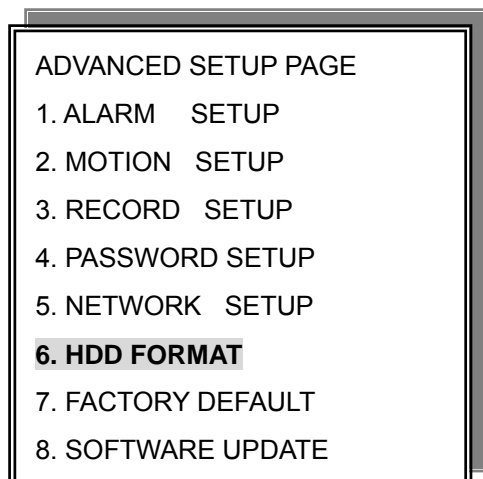 ADVANCED SETUP PAGE
1. ALARM SETUP
2. MOTION SETUP
3. RECORD SETUP
4. PASSWORD SETUP
5. NETWORK SETUP
6. HDD FORMAT
7. FACTORY DEFAULT
8. SOFTWARE UPDATE